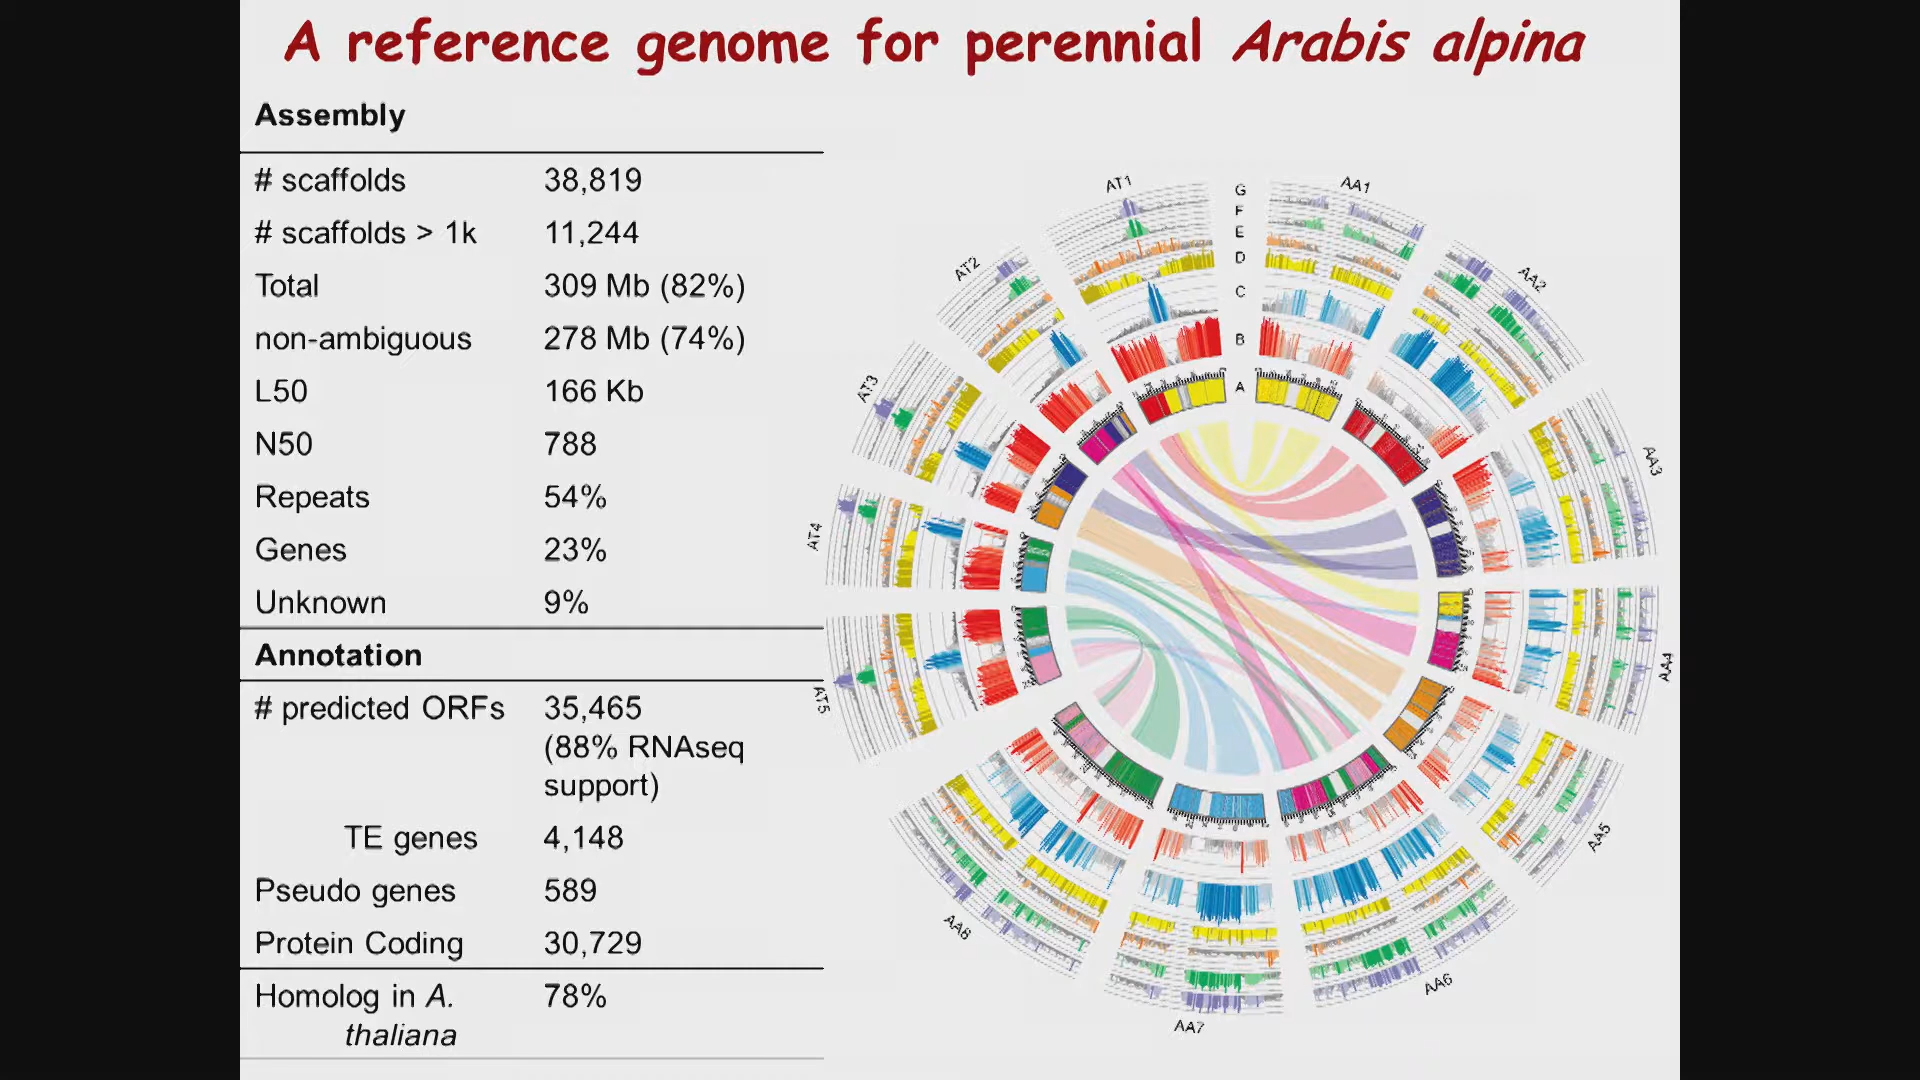 A reference genome for perennial Arabis alpina
Assembly
# scaffolds 38,819
# scaffolds > 1k 11,244
Total 309 Mb (82%)
non-ambiguous 278 Mb (74%)
L50 166 Kb
N50 788
Repeats 54%
Genes 23%
Unknown 9%
Annotation
# predicted ORFs 35,465
(88% RNAseq
support)
TE genes 4,148
Pseudo genes 589
Protein Coding 30,729
Homolog in A. 78%
thaliana
G
F
E
D
C
B
A
AT1
AT2
AT3
AT4
AT5
AA1
AA2
AA3
AA4
AA5
AA6
AA7